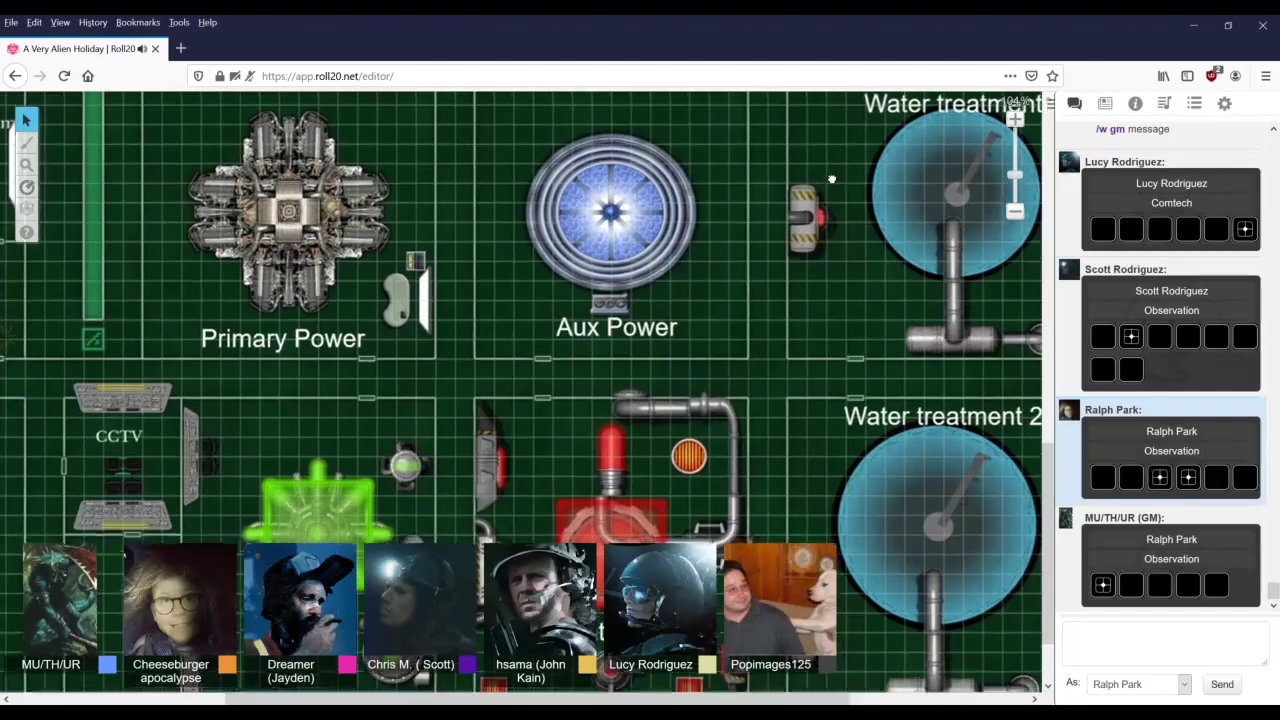 File Edit View History Bookmarks Tools Help
A Very Alien Holiday | Roll20
https://app.roll20.net/editor/
104%
Water treatment
/w gm message
Lucy Rodriguez:
Lucy Rodriguez
Comtech
Scott Rodriguez:
Scott Rodriguez
Observation
Primary Power
Aux Power
Ralph Park:
Ralph Park
Observation
CCTV
Water treatment 2
MU/TH/UR (GM):
Ralph Park
Observation
MU/TH/UR
Cheeseburger
apocalypse
Dreamer
(Jayden)
Chris M. ( Scott)
hsama (John
Kain)
Lucy Rodriguez
Popimages125
As: Ralph Park Send